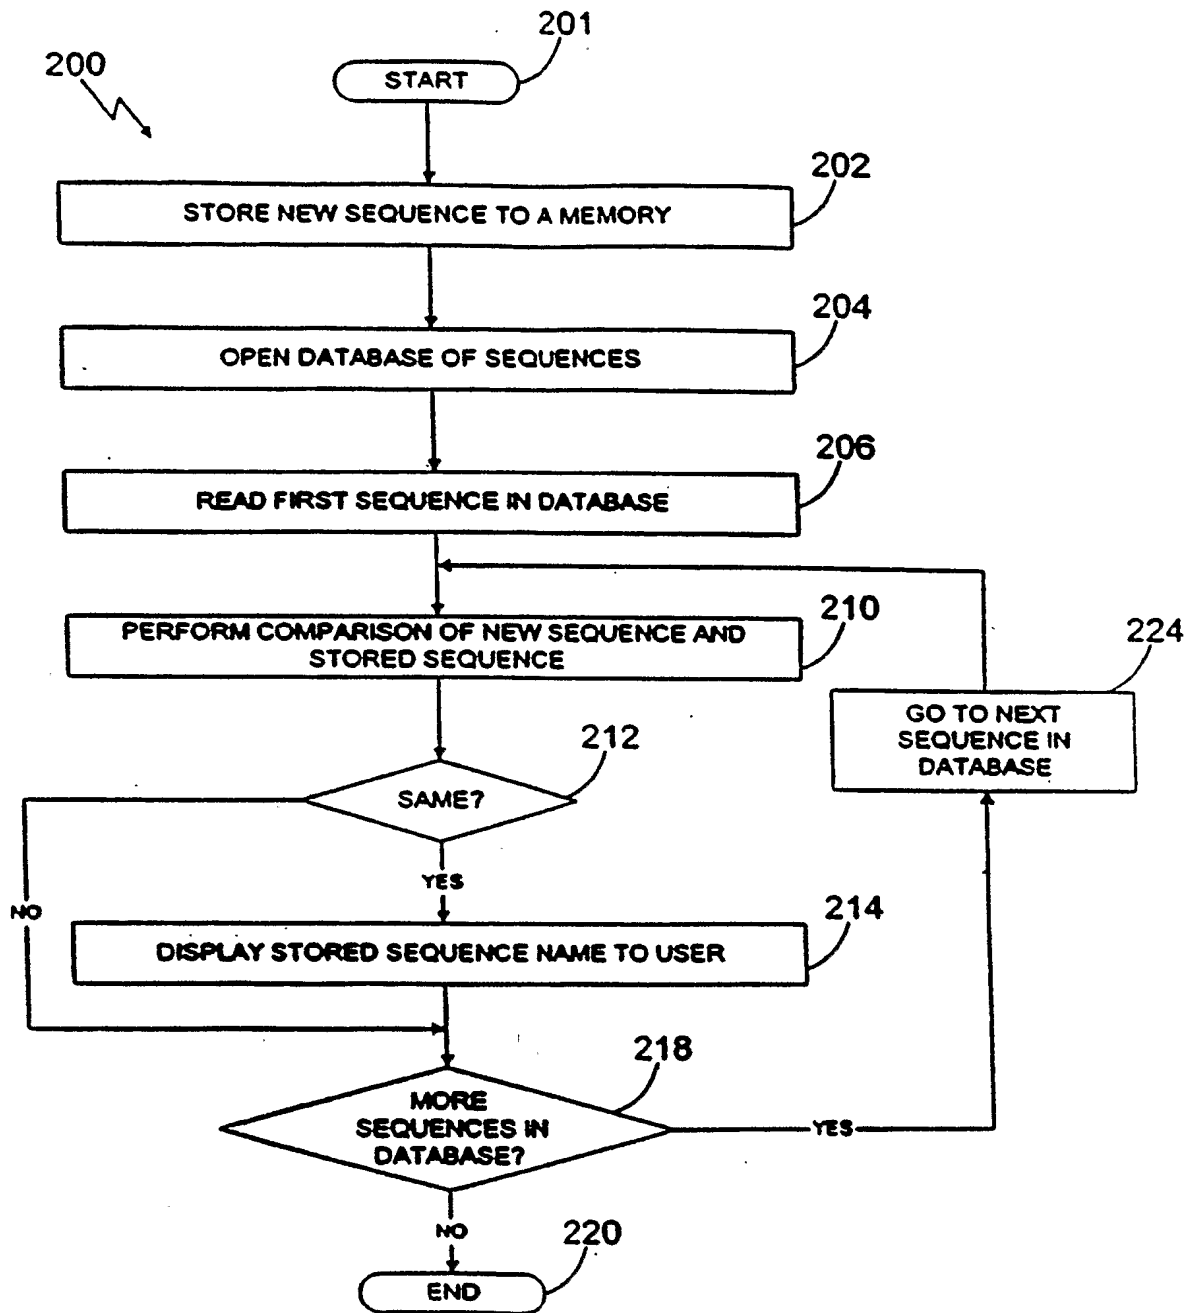 201
200
START
202
STORE NEW SEQUENCE TO A MEMORY
204
OPEN DATABASE OF SEQUENCES
206
READ FIRST SEQUENCE IN DATABASE
210
PERFORM COMPARISON OF NEW SEQUENCE AND
STORED SEQUENCE
224
GO TO NEXT
SEQUENCE IN
DATABASE
212
SAME?
YES
NO
214
DISPLAY STORED SEQUENCE NAME TO USER
218
MORE
SEQUENCES IN
DATABASE?
YES
NO
220
END